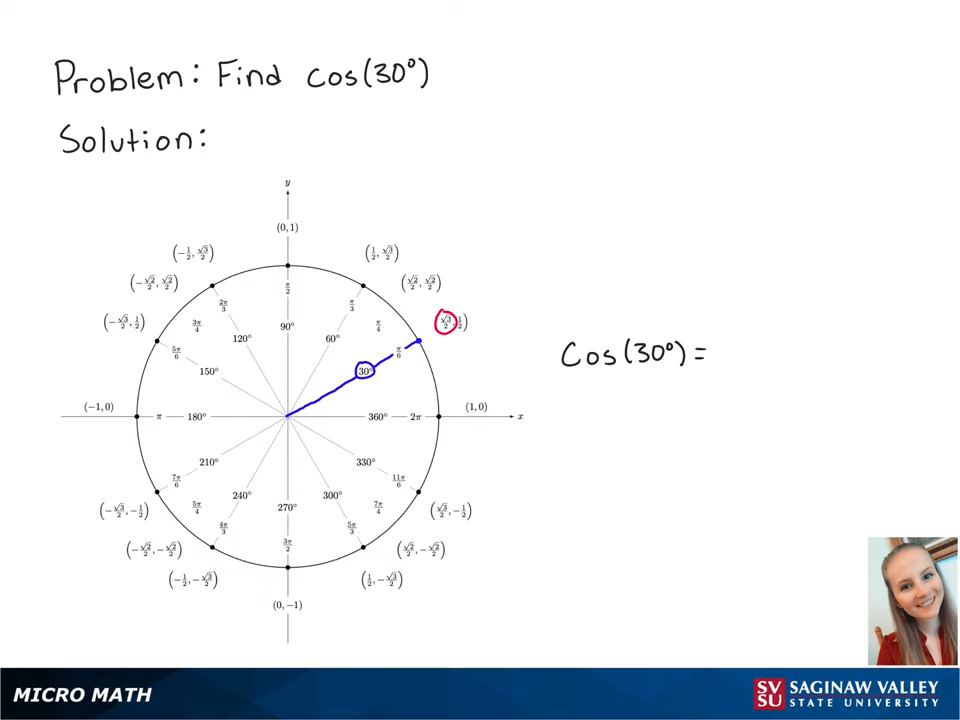 Problem: Find cos(30°)
Solution:
y
(0, 1)
(−1/2, √3/2)
(1/2, √3/2)
(−√2/2, √2/2)
(√2/2, √2/2)
π/2
2π/3
π/3
(−√3/2, 1/2)
3π/4
90°
π/4
(√3/2, 1/2)
120°
60°
5π/6
π/6
Cos(30°) =
150°
30°
(−1, 0)
(1, 0)
π
180°
360°
2π
x
210°
330°
7π/6
11π/6
240°
300°
(−√3/2, −1/2)
5π/4
270°
7π/4
(√3/2, −1/2)
4π/3
5π/3
3π/2
(−√2/2, −√2/2)
(√2/2, −√2/2)
(−1/2, −√3/2)
(1/2, −√3/2)
(0, −1)
MICRO MATH
SV SU
SAGINAW VALLEY
STATE UNIVERSITY